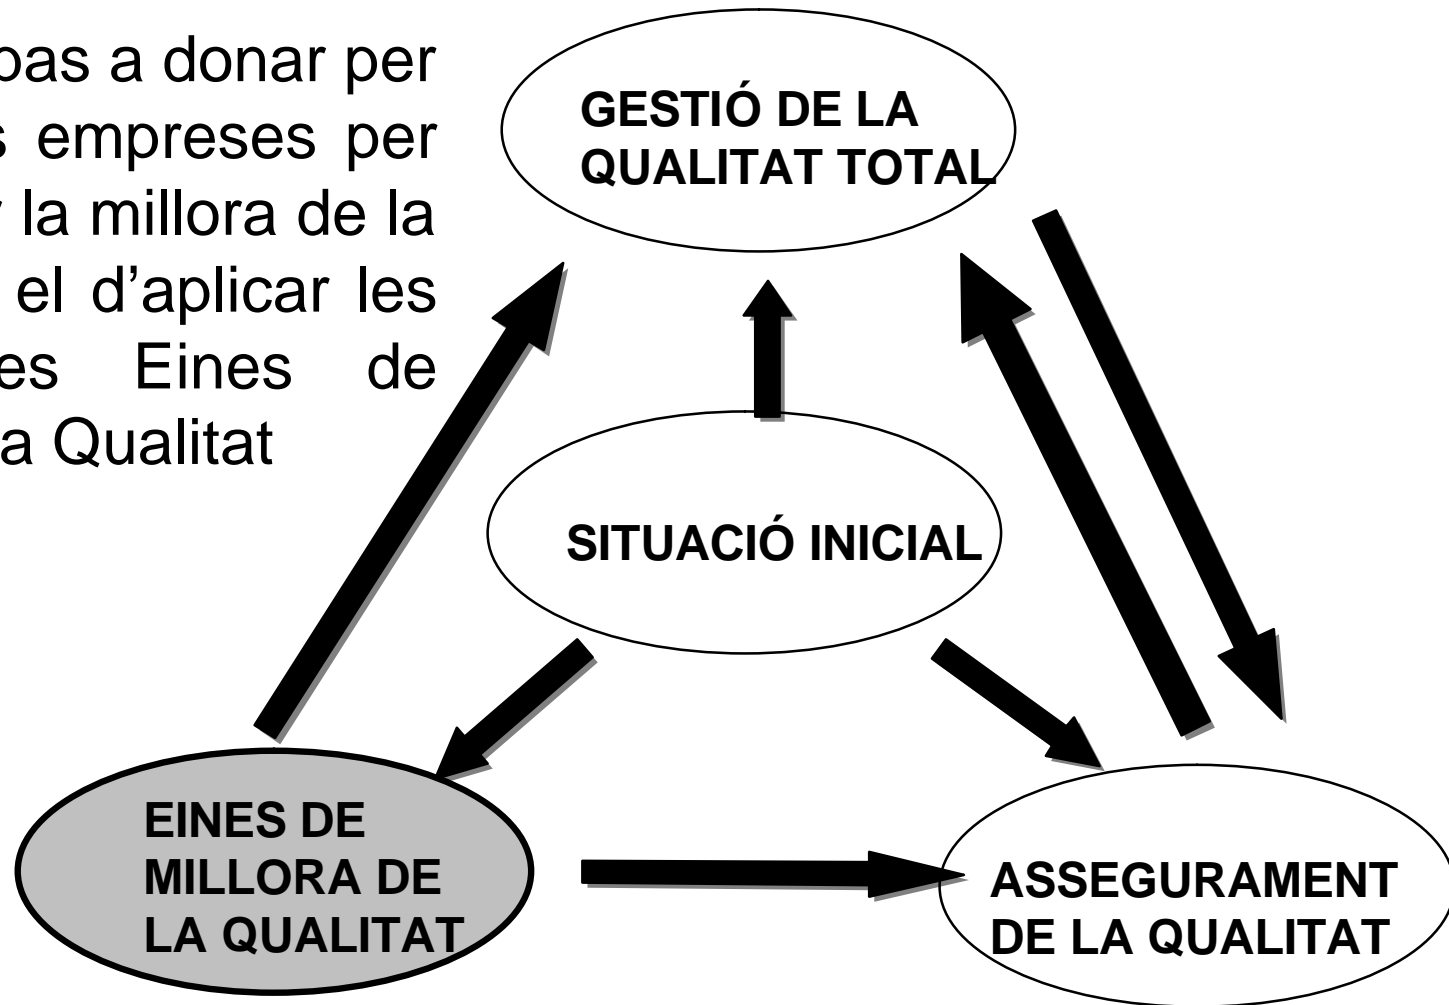 pas a donar per
s empreses per
r la millora de la
el d’aplicar les
es Eines de
a Qualitat
GESTIÓ DE LA
QUALITAT TOTAL
SITUACIÓ INICIAL
EINES DE
MILLORA DE
LA QUALITAT
ASSEGURAMENT
DE LA QUALITAT